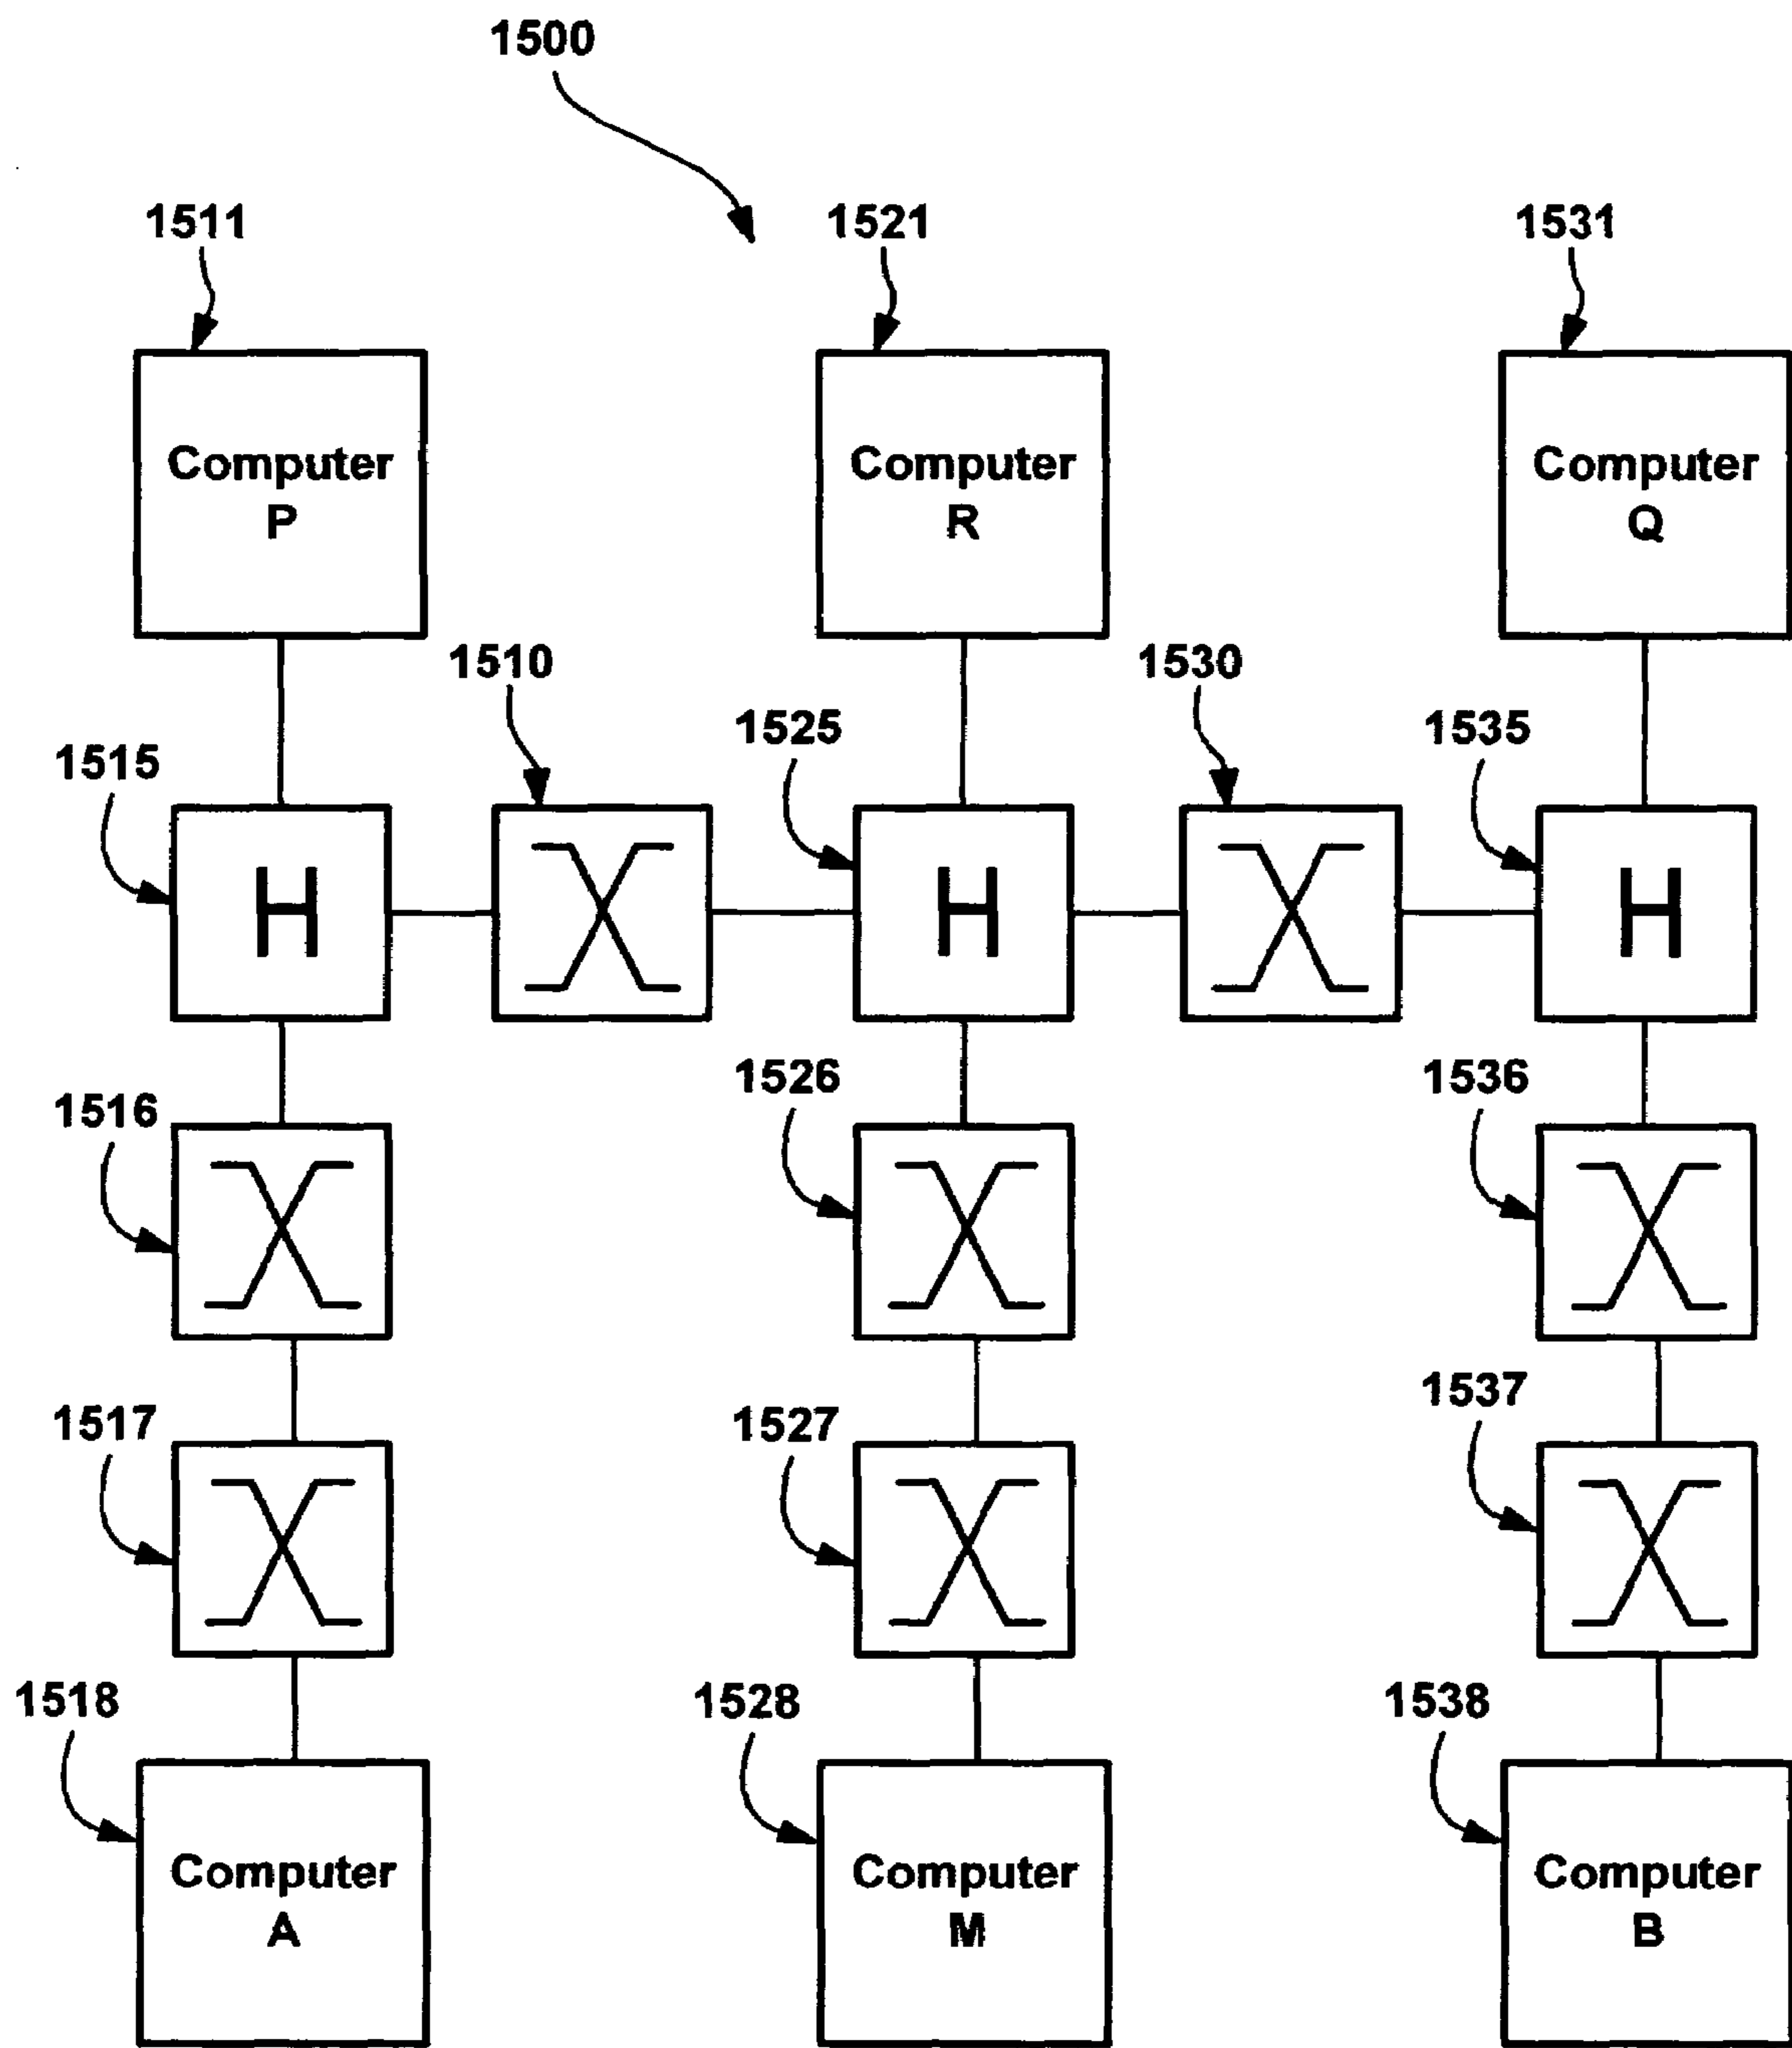 1500
1511
1521
1531
Computer
P
Computer
R
Computer
Q
1510
1530
1515
1525
1535
H
H
H
1516
1526
1536
1517
1527
1537
1518
1528
1538
Computer
A
Computer
M
Computer
B